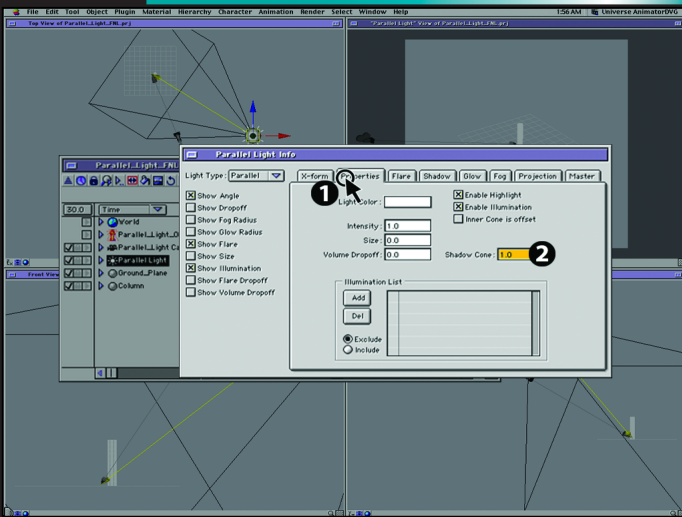 File Edit Tool Object Plugin Material Hierarchy Character Animation Render Select Window Help 1:56 AM Universe AnimatorDVG
Top View of Parallel_Light_FNL.prj
"Parallel Light" View of Parallel_Light_FNL.prj
Parallel_Light_FNL
30.0 Time
World
Parallel_Light_O
Parallel_Light Ca
Parallel Light
Ground_Plane
Column
Front View
Parallel Light Info
Light Type: Parallel
X-form Properties Flare Shadow Glow Fog Projection Master
Show Angle
Show Dropoff
Show Fog Radius
Show Glow Radius
Show Flare
Show Size
Show Illumination
Show Flare Dropoff
Show Volume Dropoff
1
Light Color:
Intensity: 1.0
Size: 0.0
Volume Dropoff: 0.0
Enable Highlight
Enable Illumination
Inner Cone is offset
Shadow Cone: 1.0
2
Illumination List
Add
Del
Exclude
Include